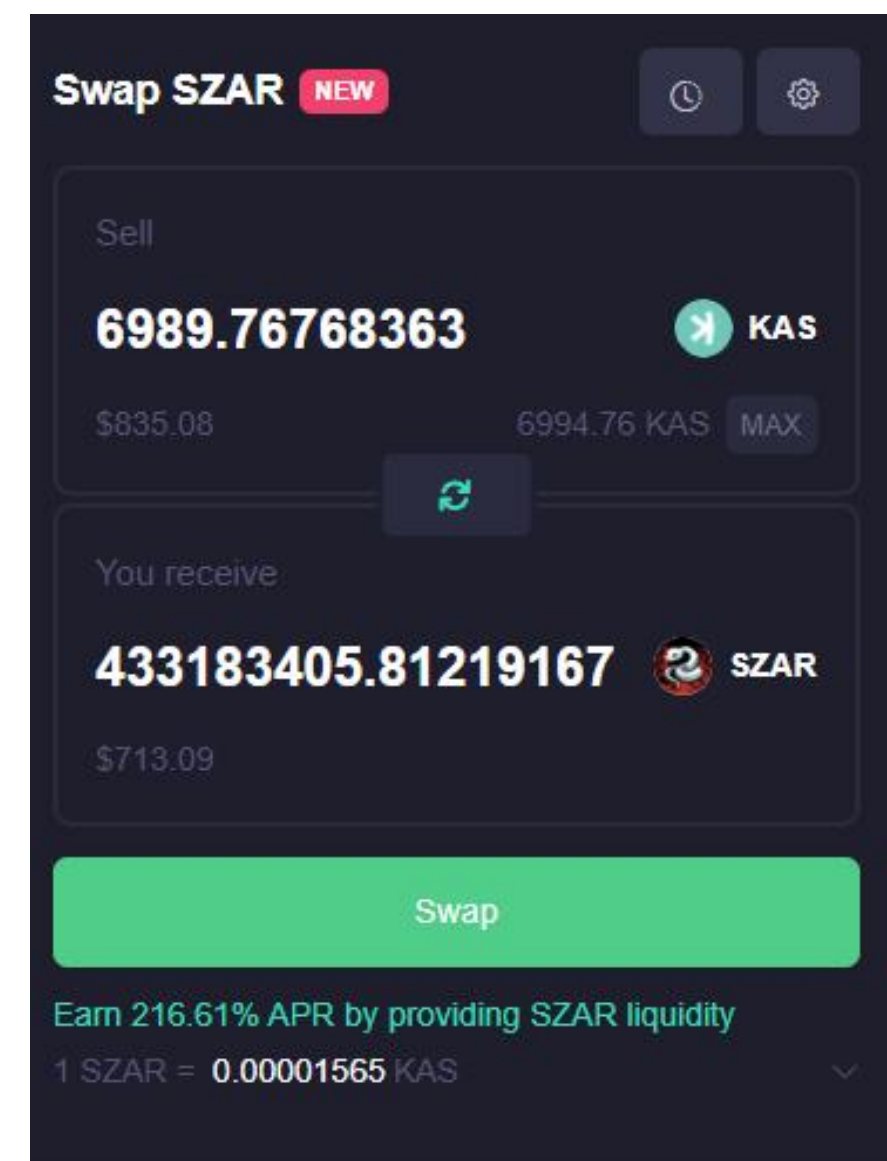 Swap SZAR NEW
Sell
6989.76768363 KAS
$835.08 6994.76 KAS MAX
You receive
433183405.81219167 SZAR
$713.09
Swap
Earn 216.61% APR by providing SZAR liquidity
1 SZAR = 0.00001565 KAS